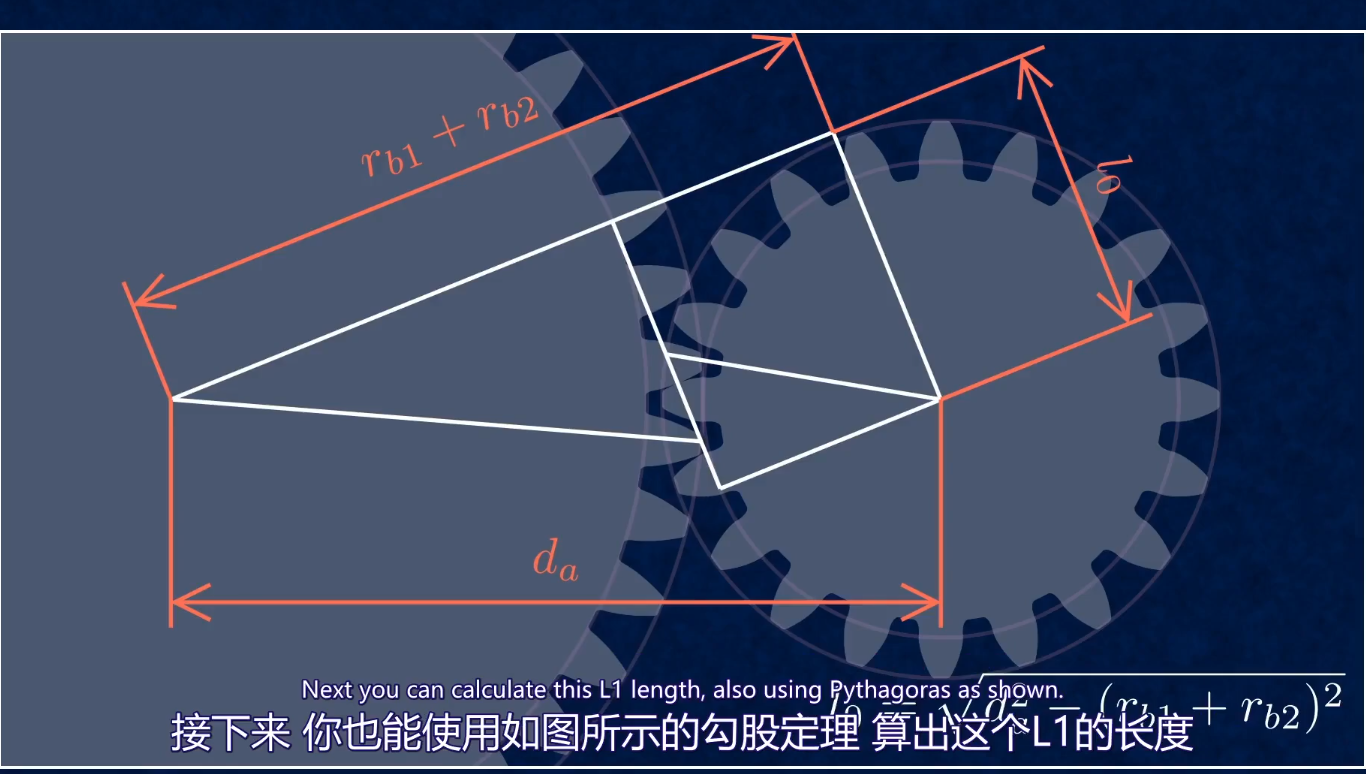 r_{b1} + r_{b2}
l_0
d_a
l_0 = √d_a^2 − (r_{b1} + r_{b2})^2
Next you can calculate this L1 length, also using Pythagoras as shown.
接下来 你也能使用如图所示的勾股定理 算出这个L1的长度